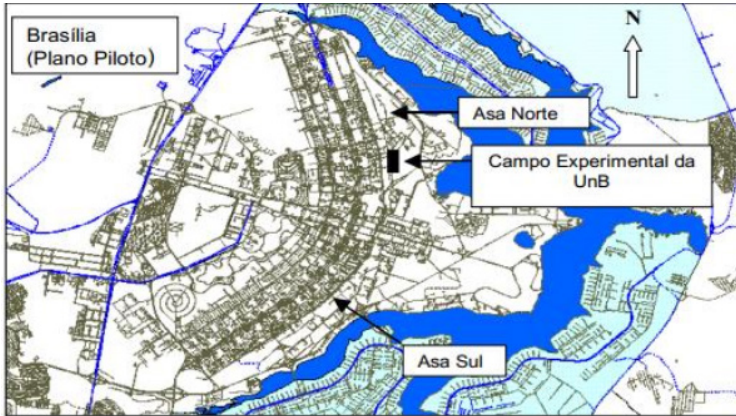 Brasília
(Plano Piloto)
N
Asa Norte
Campo Experimental da
UnB
Asa Sul